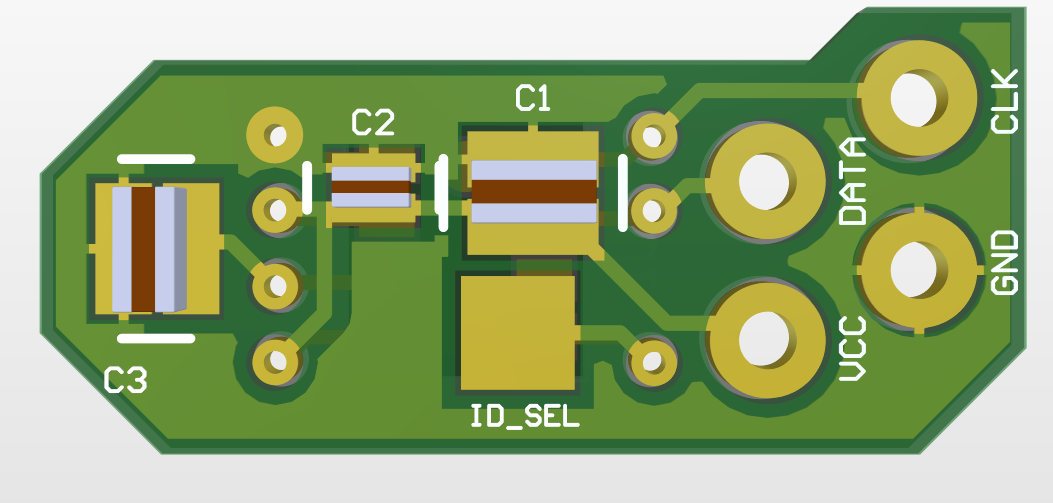 C1
C2
CLK
DATA
GND
VCC
C3
ID_SEL